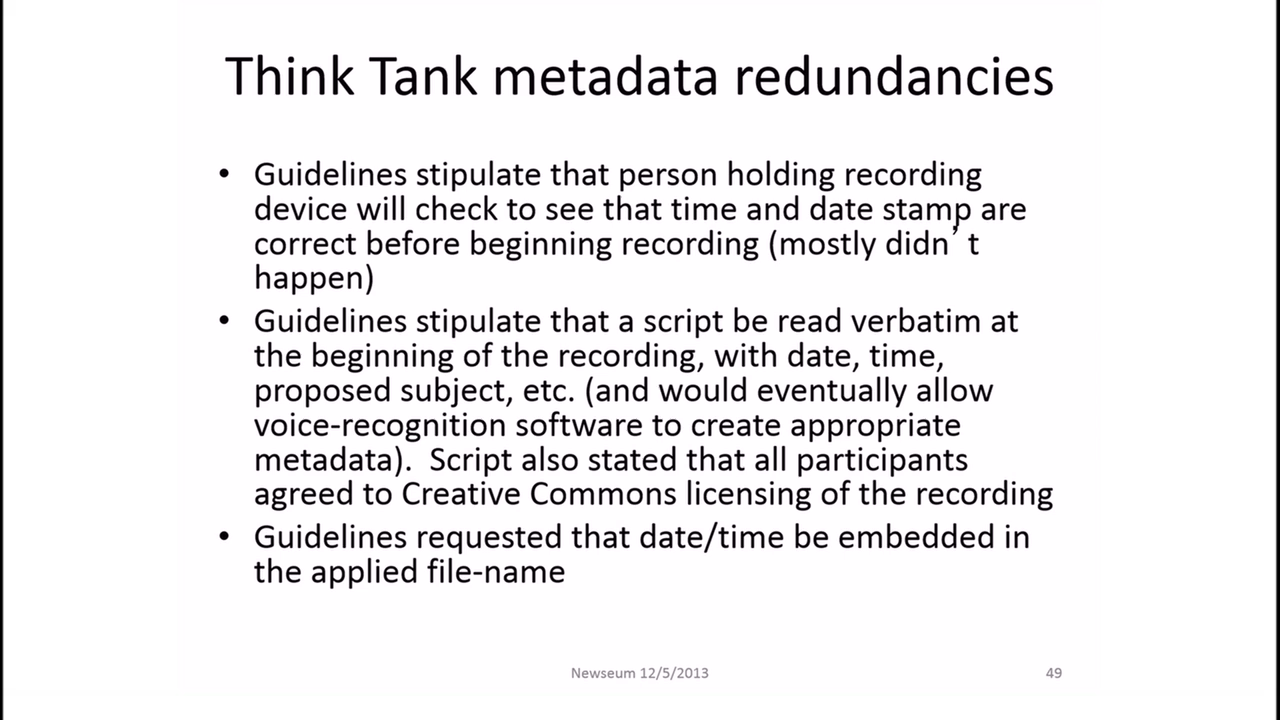 Think Tank metadata redundancies
• Guidelines stipulate that person holding recording
device will check to see that time and date stamp are
correct before beginning recording (mostly didn’t
happen)
• Guidelines stipulate that a script be read verbatim at
the beginning of the recording, with date, time,
proposed subject, etc. (and would eventually allow
voice-recognition software to create appropriate
metadata).  Script also stated that all participants
agreed to Creative Commons licensing of the recording
• Guidelines requested that date/time be embedded in
the applied file-name
Newseum 12/5/2013
49